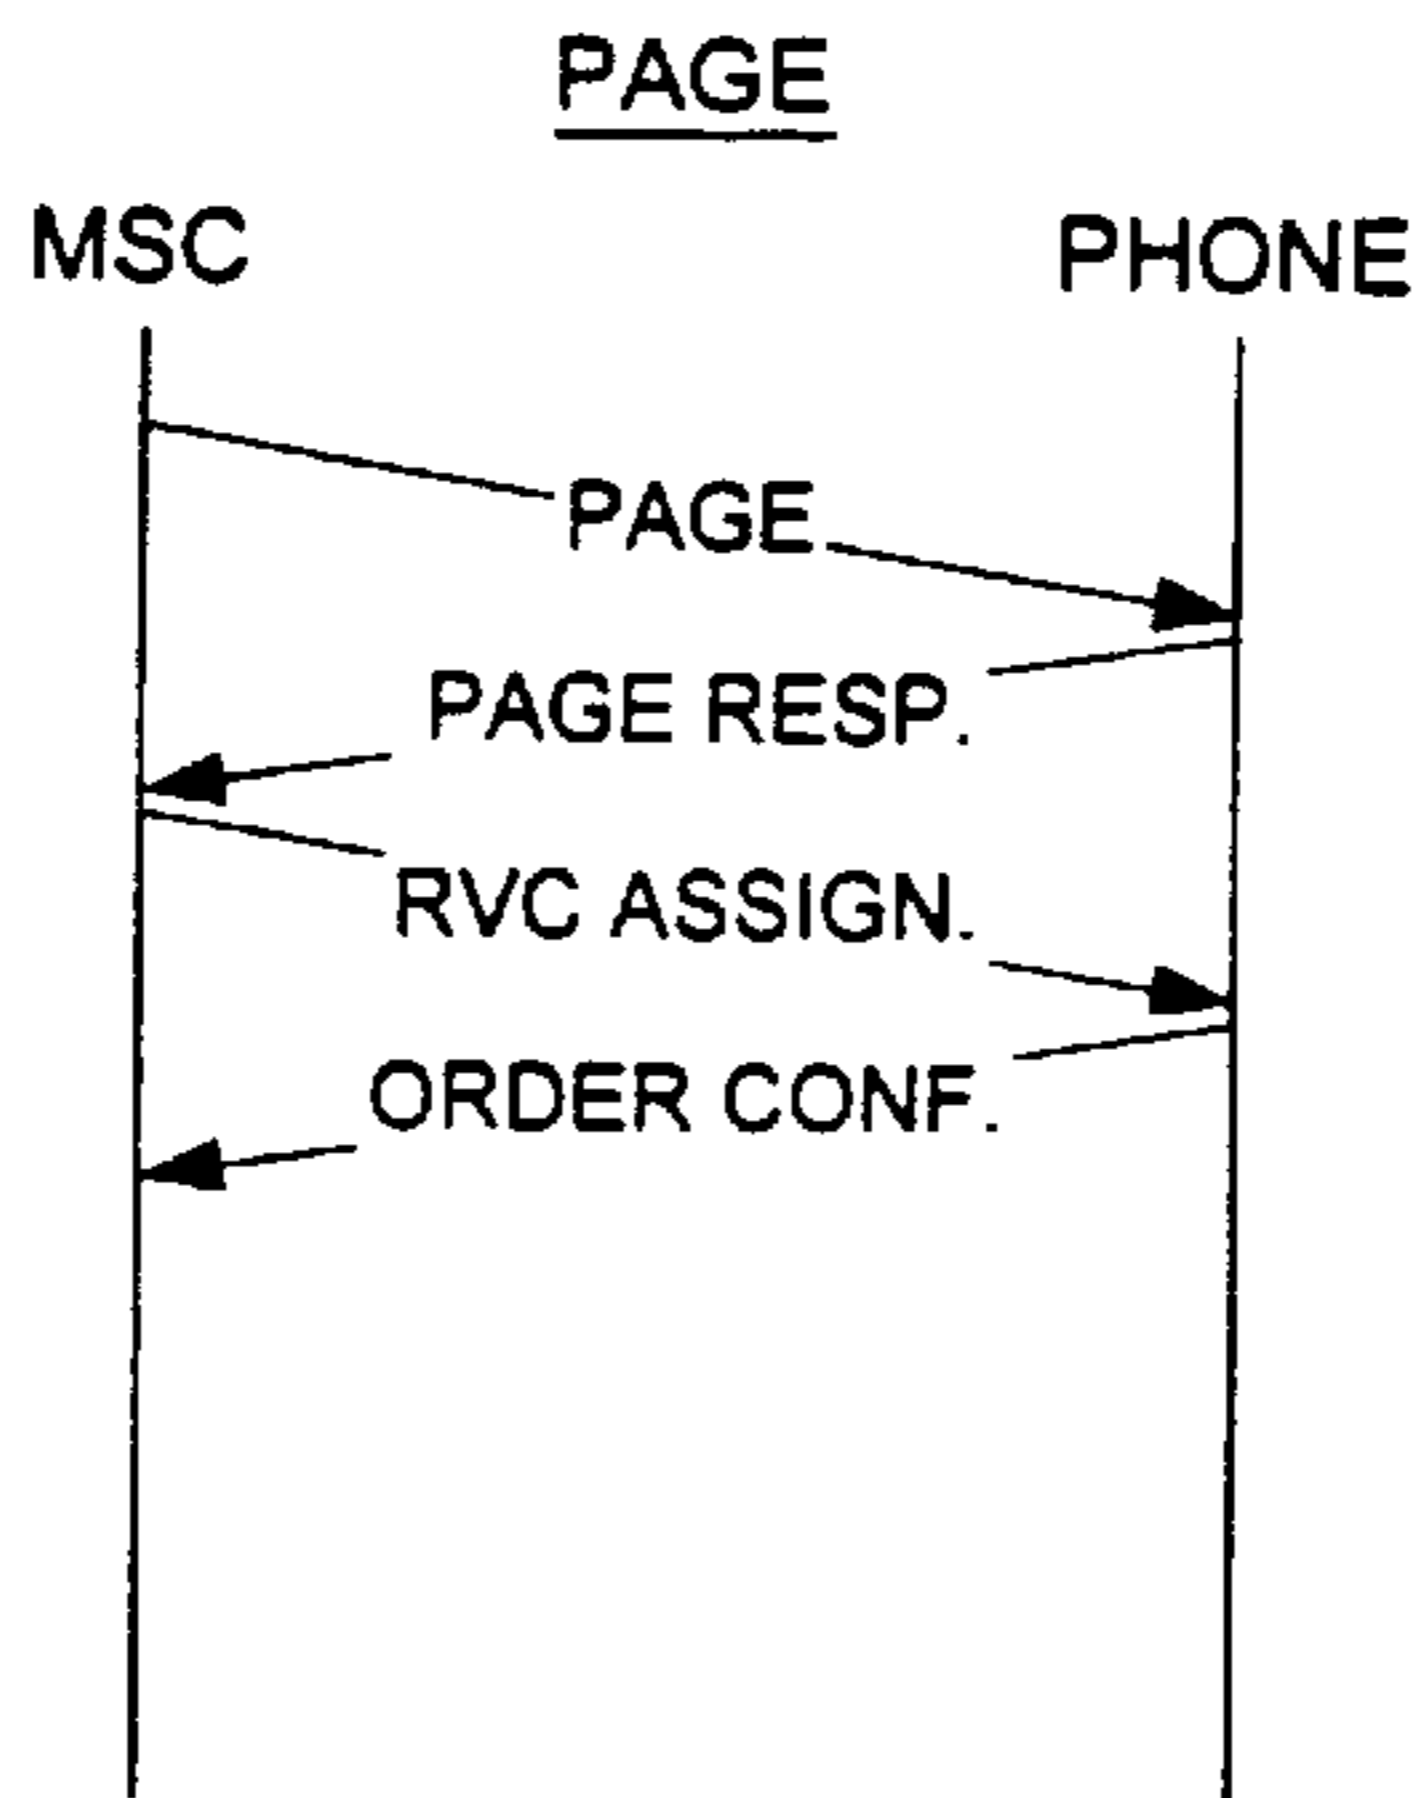 PAGE
MSC
PHONE
PAGE
PAGE RESP.
RVC ASSIGN.
ORDER CONF.